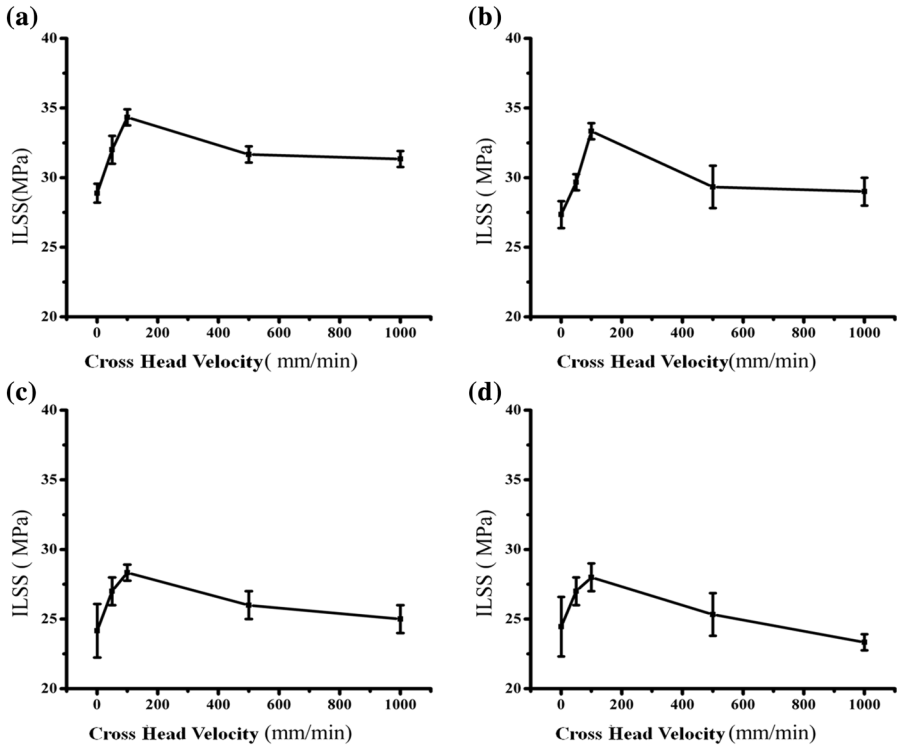 (a)
40
35
30
25
20
ILSS(MPa)
0 200 400 600 800 1000
Cross Head Velocity( mm/min)
(b)
40
35
30
25
20
ILSS ( MPa)
0 200 400 600 800 1000
Cross Head Velocity(mm/min)
(c)
40
35
30
25
20
ILSS ( MPa)
0 200 400 600 800 1000
Cross Head Velocity (mm/min)
(d)
40
35
30
25
20
ILSS ( MPa)
0 200 400 600 800 1000
Cross Head Velocity (mm/min)